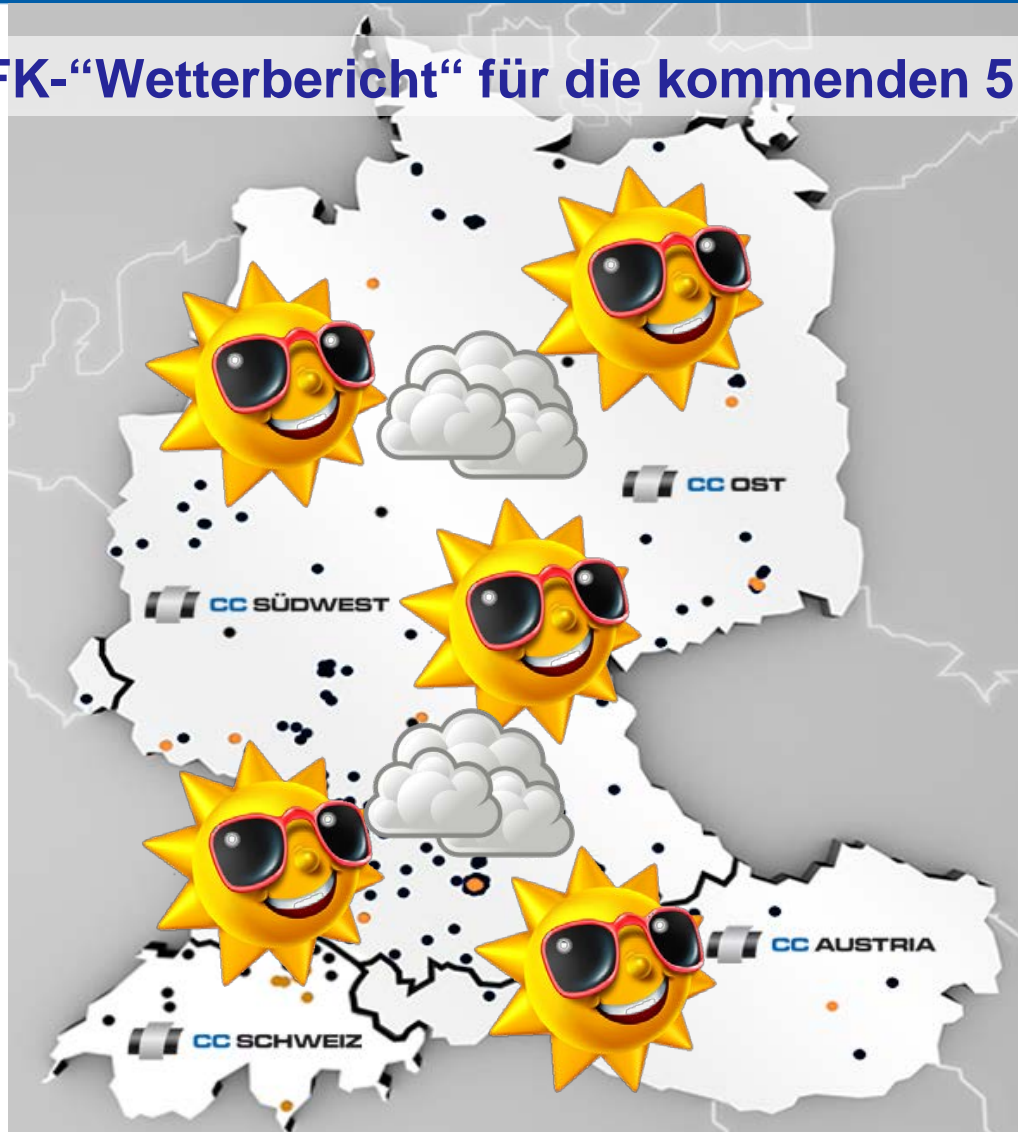 FK-“Wetterbericht“ für die kommenden 5
CC OST
CC SÜDWEST
CC AUSTRIA
CC SCHWEIZ